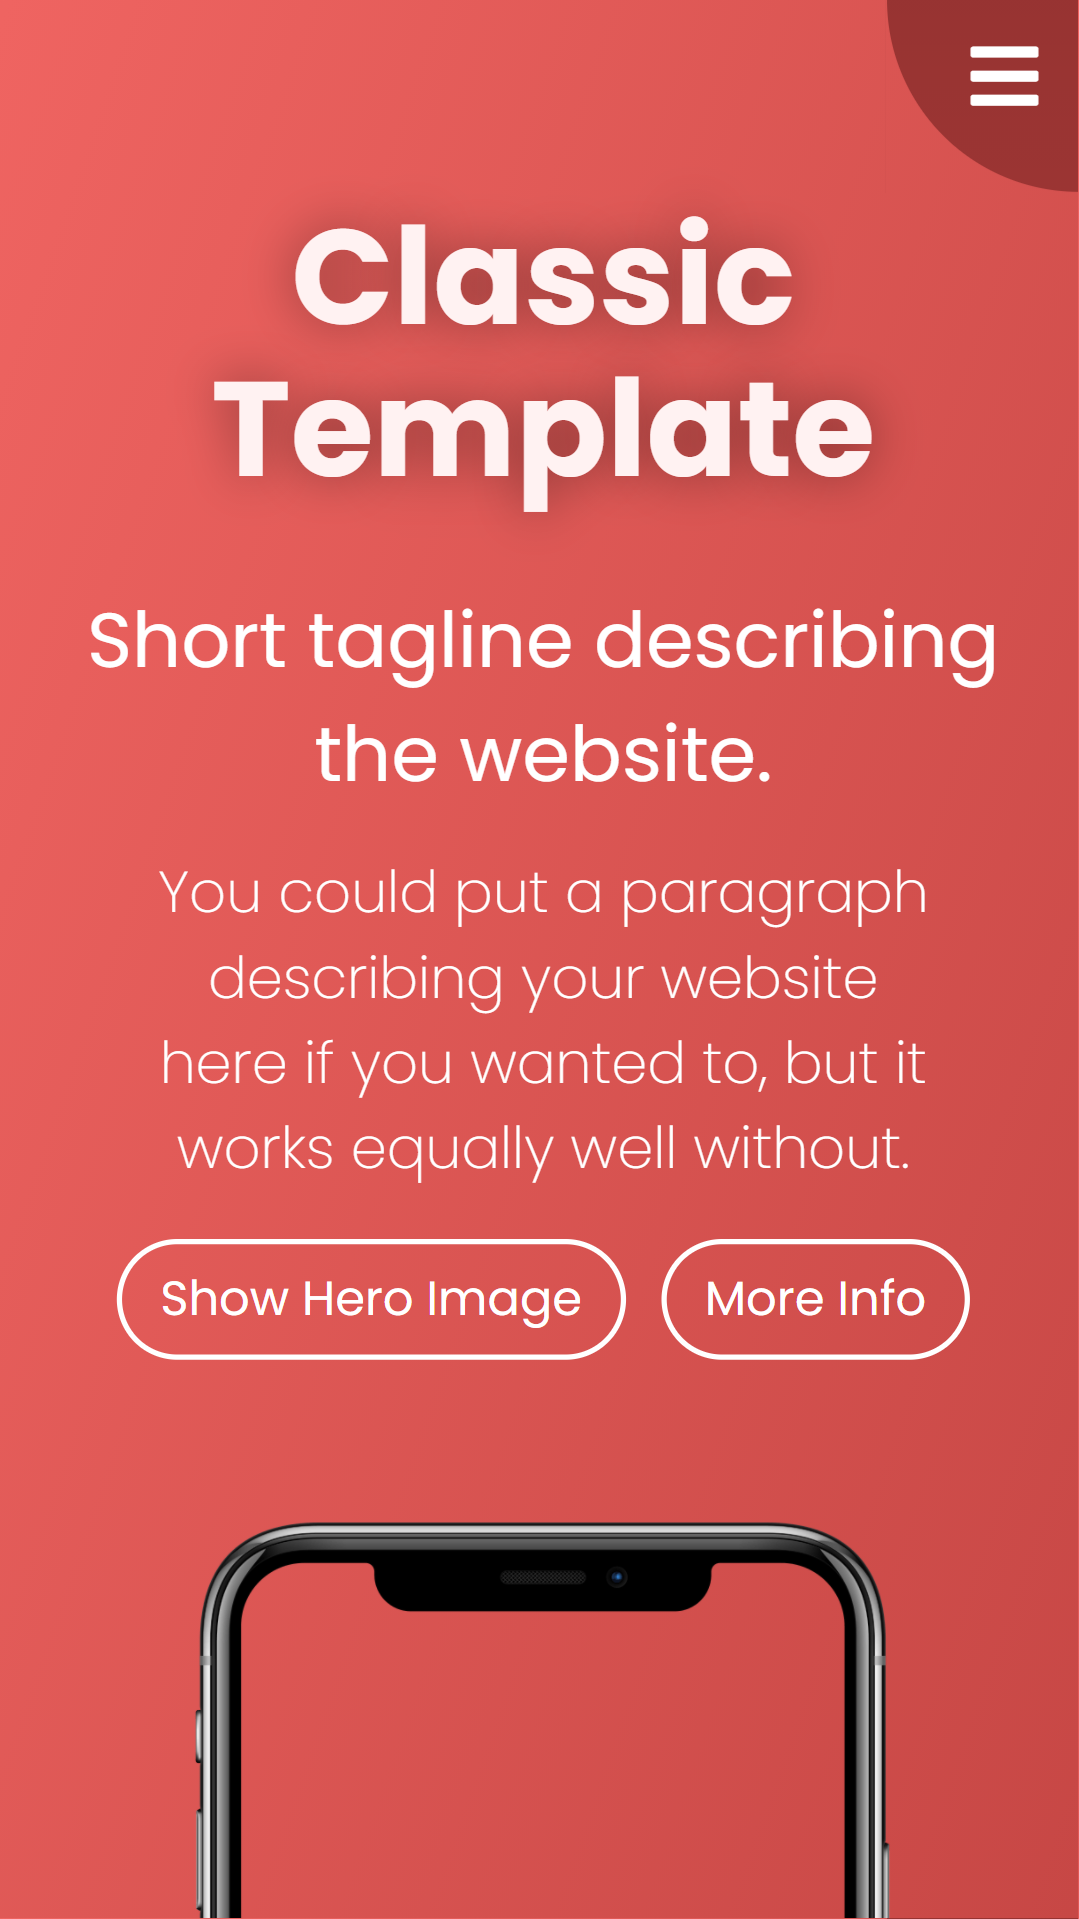 Classic
Template
Short tagline describing
the website.
You could put a paragraph
describing your website
here if you wanted to, but it
works equally well without.
Show Hero Image
More Info